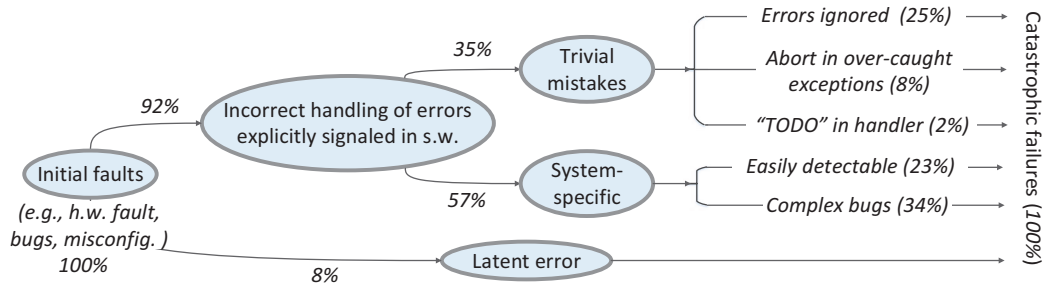 Initial faults
(e.g., h.w. fault,
bugs, misconfig. )
100%
92%
8%
Incorrect handling of errors
explicitly signaled in s.w.
35%
57%
Trivial
mistakes
System-
specific
Latent error
Errors ignored (25%)
Abort in over-caught
exceptions (8%)
“TODO” in handler (2%)
Easily detectable (23%)
Complex bugs (34%)
Catastrophic failures (100%)